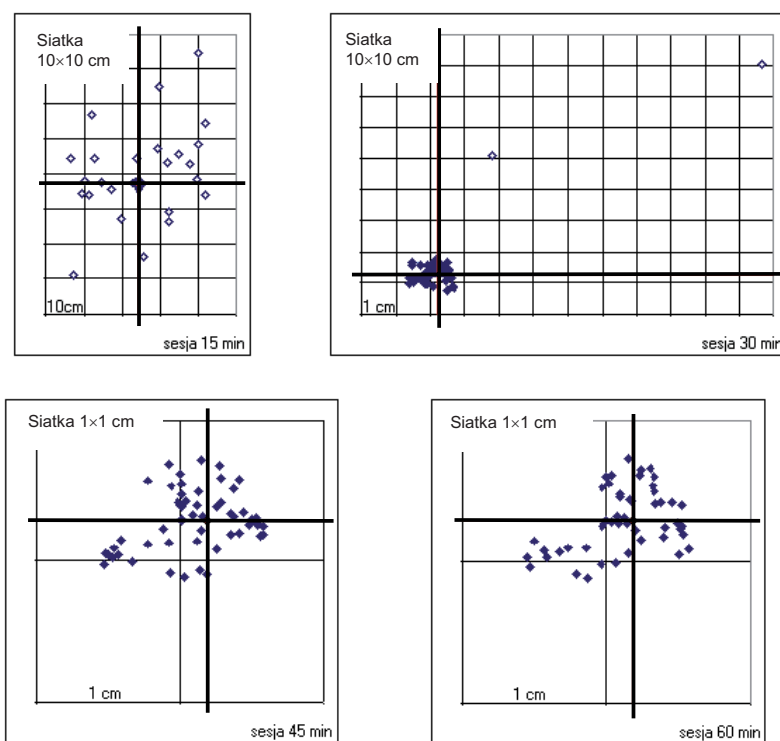 Siatka
10×10 cm
10cm
sesja 15 min
Siatka
10×10 cm
1 cm
sesja 30 min
Siatka 1×1 cm
1 cm
sesja 45 min
Siatka 1×1 cm
1 cm
sesja 60 min